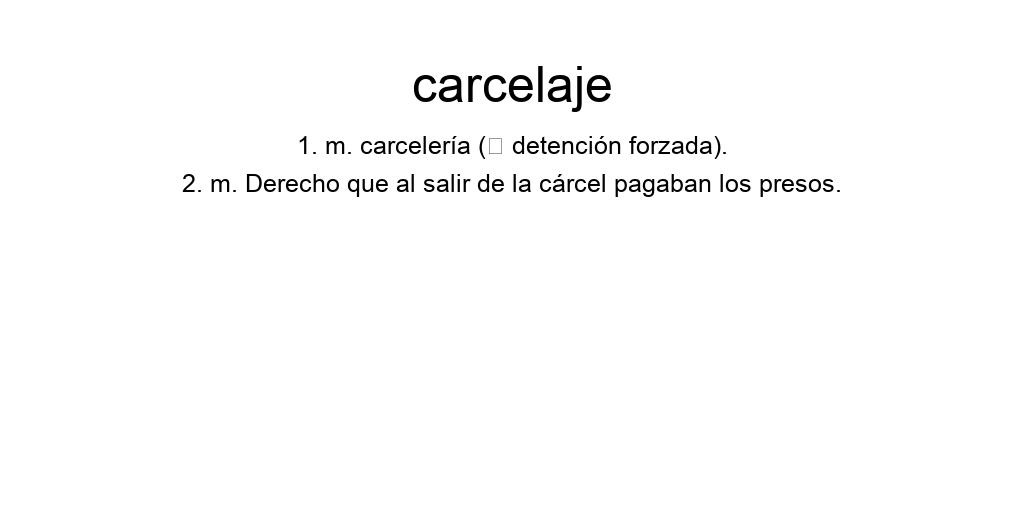 carcelaje
1. m. carcelería (□ detención forzada).
2. m. Derecho que al salir de la cárcel pagaban los presos.